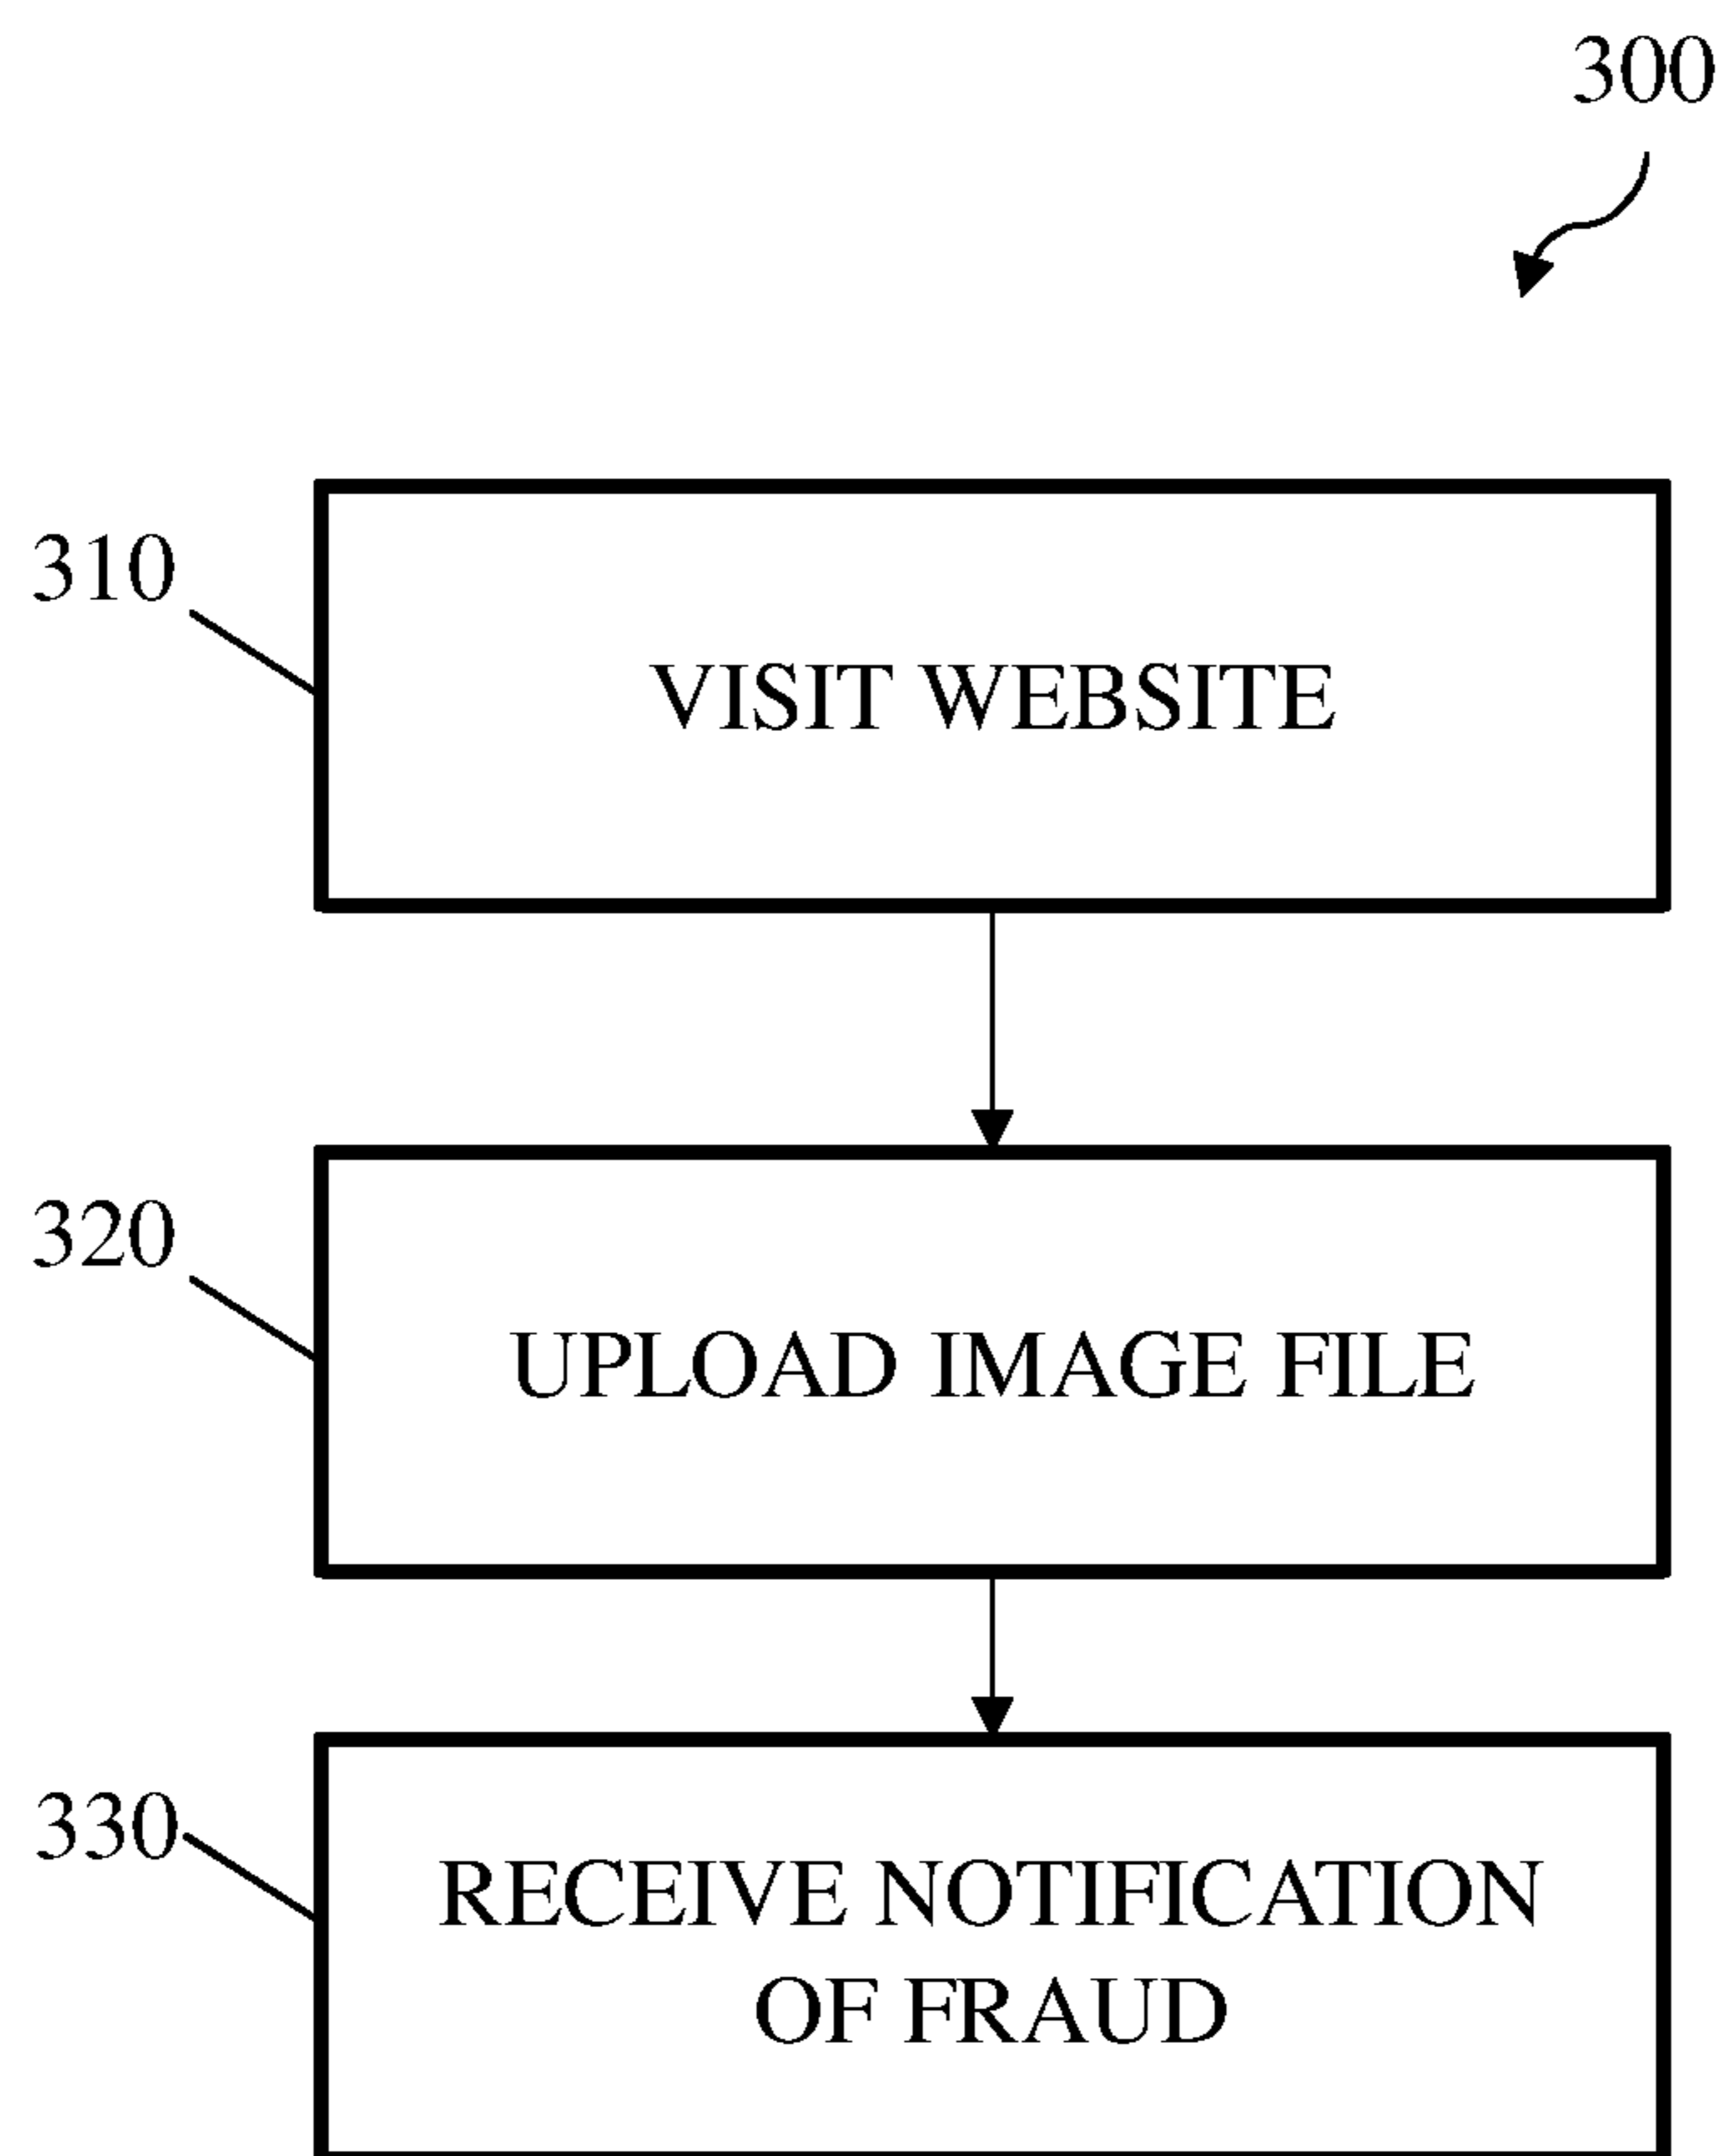 300
310
VISIT WEBSITE
320
UPLOAD IMAGE FILE
330
RECEIVE NOTIFICATION
OF FRAUD